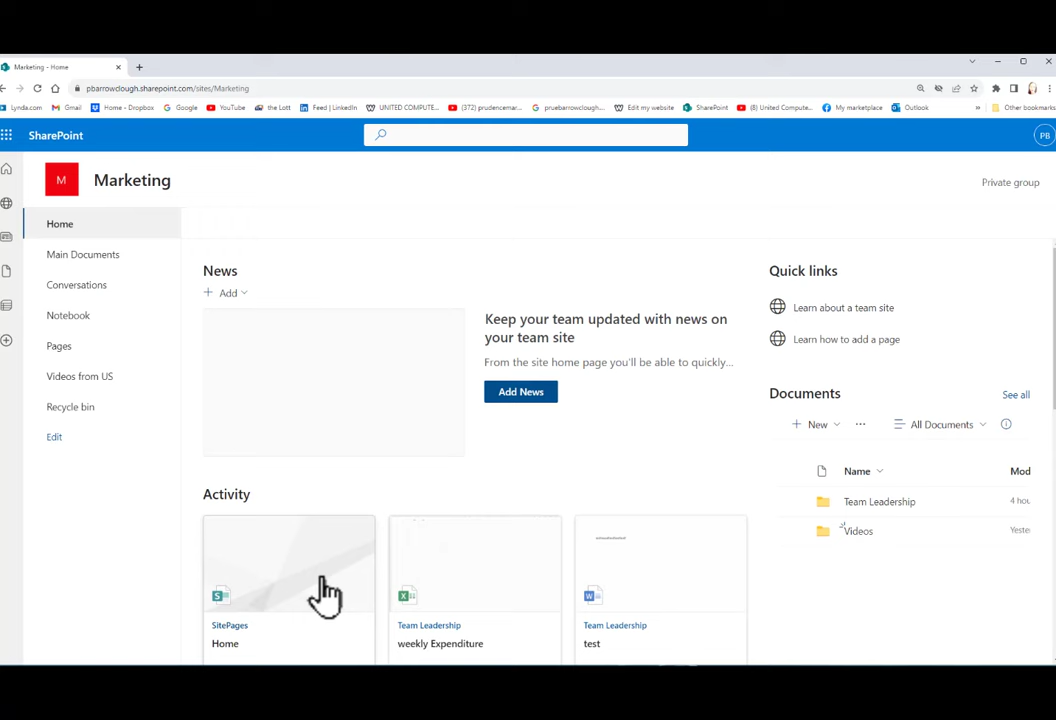 Marketing - Home
pbarrowclough.sharepoint.com/sites/Marketing
Lynda.com Gmail Home - Dropbox Google YouTube the Lott Feed | LinkedIn UNITED COMPUTE... (372) prudencemar... pruebarrowclough... Edit my website SharePoint (8) United Compute... My marketplace Outlook » Other bookmarks
SharePoint
PB
M Marketing
Private group
Home
Main Documents
Conversations
Notebook
Pages
Videos from US
Recycle bin
Edit
News
+ Add
Keep your team updated with news on
your team site
From the site home page you'll be able to quickly...
Add News
Activity
SitePages
Home
Team Leadership
weekly Expenditure
Team Leadership
test
Quick links
Learn about a team site
Learn how to add a page
Documents See all
+ New ... All Documents
Name Mod
Team Leadership 4 hou
Videos Yeste